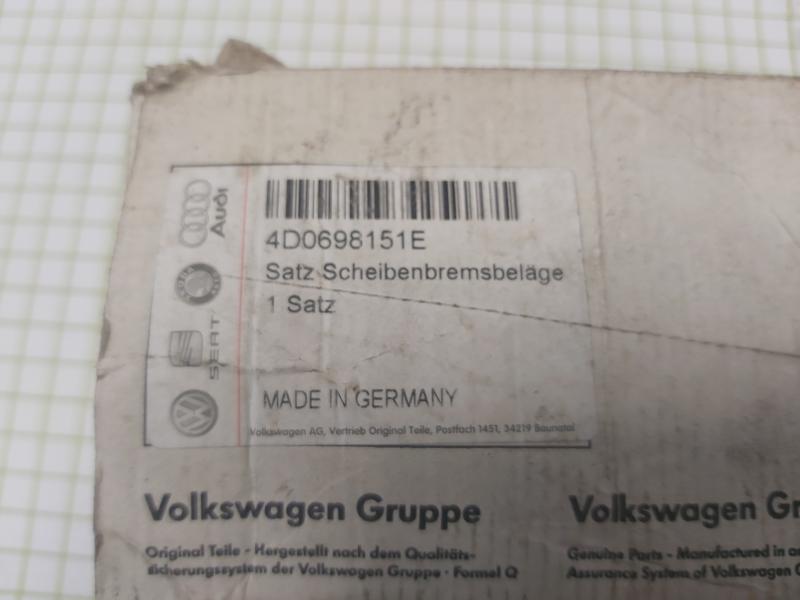 Audi
4D0698151E
Satz Scheibenbremsbeläge
1 Satz
SEAT
MADE IN GERMANY
Volkswagen AG, Vertrieb Original Teile, Postfach 1451, 34219 Baunatal
Volkswagen Gruppe
Original Teile - Hergestellt nach dem Qualitäts-
sicherungssystem der Volkswagen Gruppe · Formel Q
Volkswagen Gr
Genuine Parts - Manufactured in
Assurance System of Volkswagen